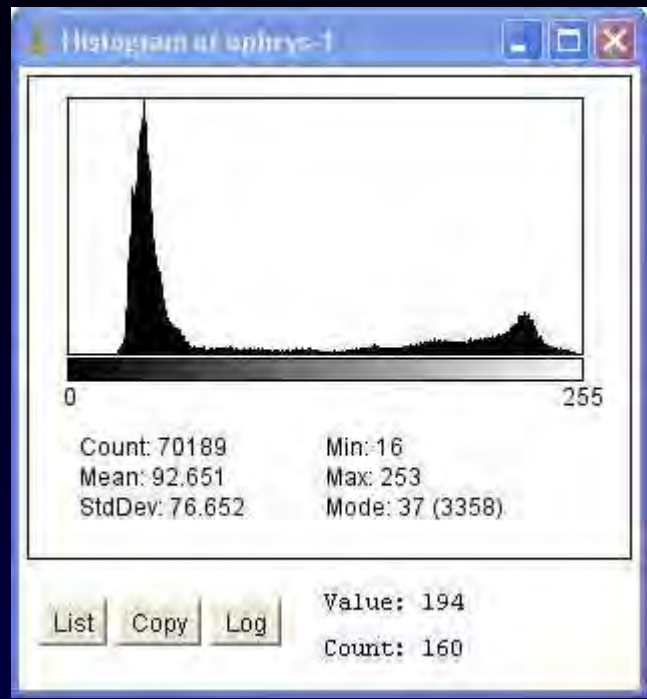 Histogram of ophrys-1
0 255
Count: 70189 Min: 16
Mean: 92.651 Max: 253
StdDev: 76.652 Mode: 37 (3358)
List Copy Log
Value: 194
Count: 160